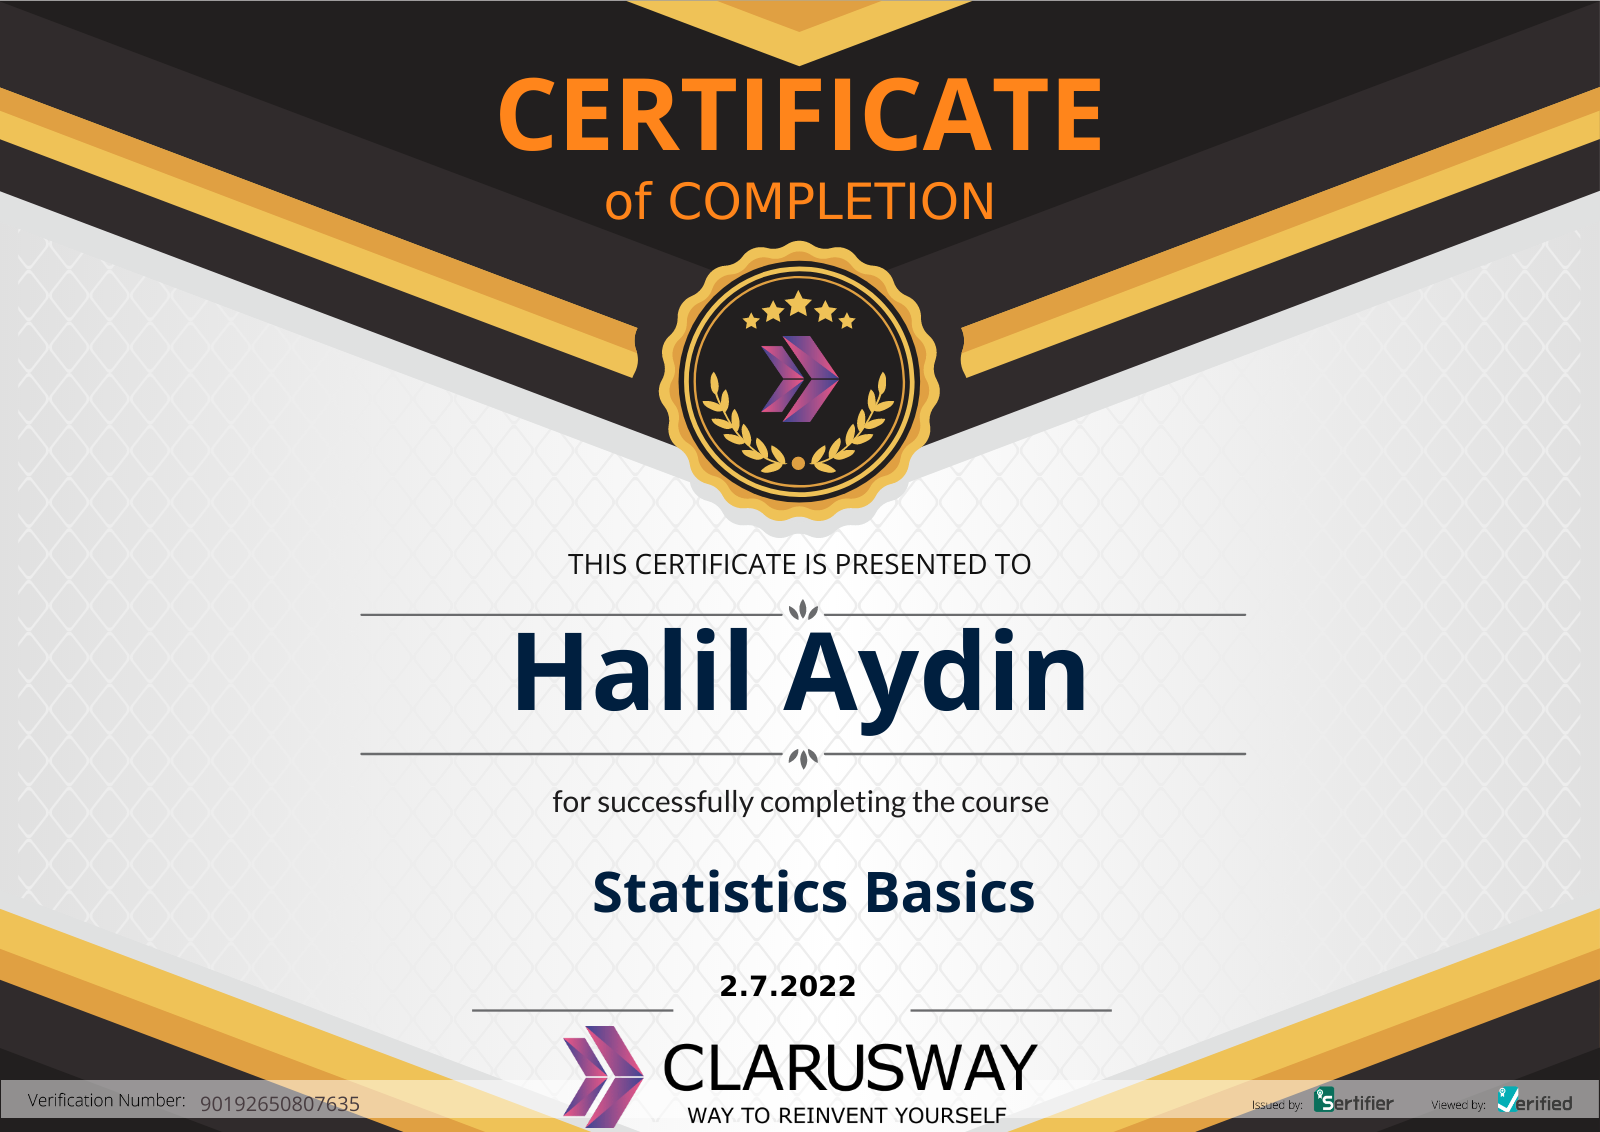 CERTIFICATE
of COMPLETION
THIS CERTIFICATE IS PRESENTED TO
Halil Aydin
for successfully completing the course
Statistics Basics
2.7.2022
CLARUSWAY
WAY TO REINVENT YOURSELF
Verification Number: 90192650807635
Issued by: Sertifier Viewed by: Verified